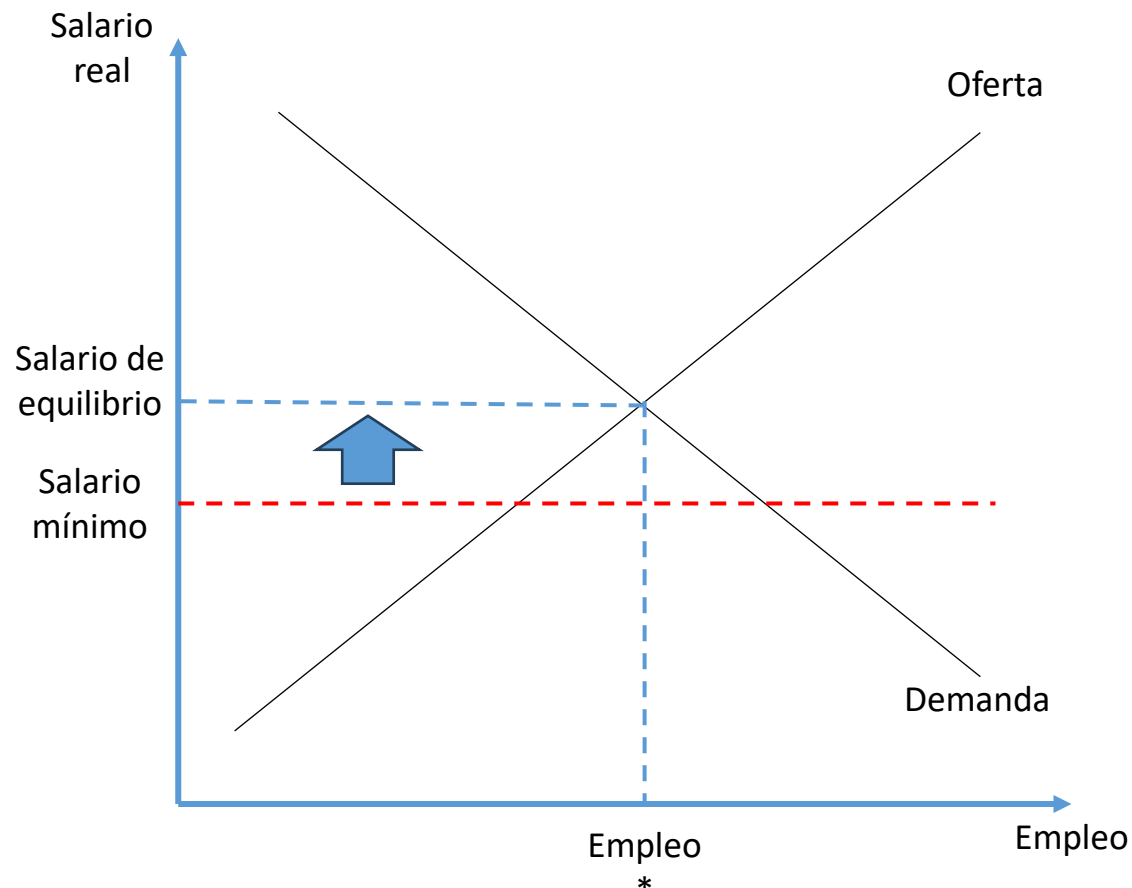 Salario
real
Oferta
Salario de
equilibrio
Salario
mínimo
Demanda
Empleo
*
Empleo